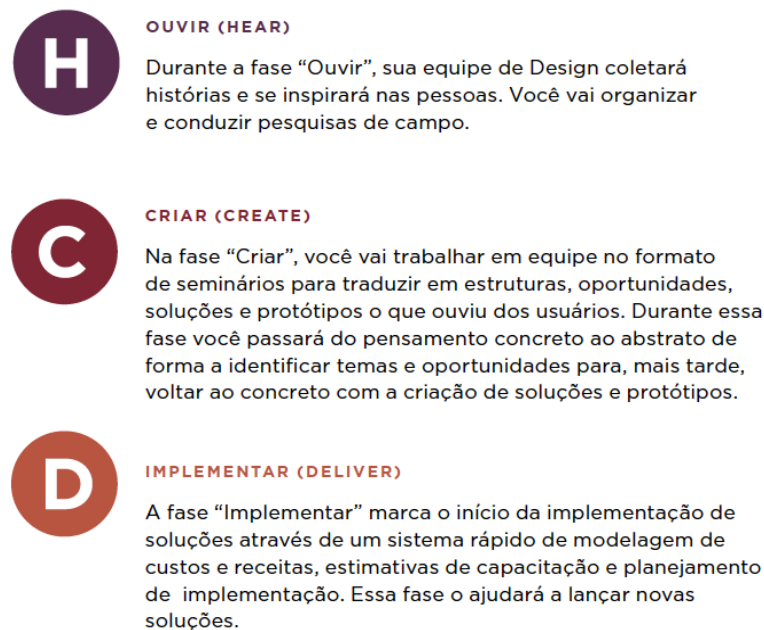 H
OUVIR (HEAR)
Durante a fase “Ouvir”, sua equipe de Design coletará
histórias e se inspirará nas pessoas. Você vai organizar
e conduzir pesquisas de campo.
C
CRIAR (CREATE)
Na fase “Criar”, você vai trabalhar em equipe no formato
de seminários para traduzir em estruturas, oportunidades,
soluções e protótipos o que ouviu dos usuários. Durante essa
fase você passará do pensamento concreto ao abstrato de
forma a identificar temas e oportunidades para, mais tarde,
voltar ao concreto com a criação de soluções e protótipos.
D
IMPLEMENTAR (DELIVER)
A fase “Implementar” marca o início da implementação de
soluções através de um sistema rápido de modelagem de
custos e receitas, estimativas de capacitação e planejamento
de implementação. Essa fase o ajudará a lançar novas
soluções.